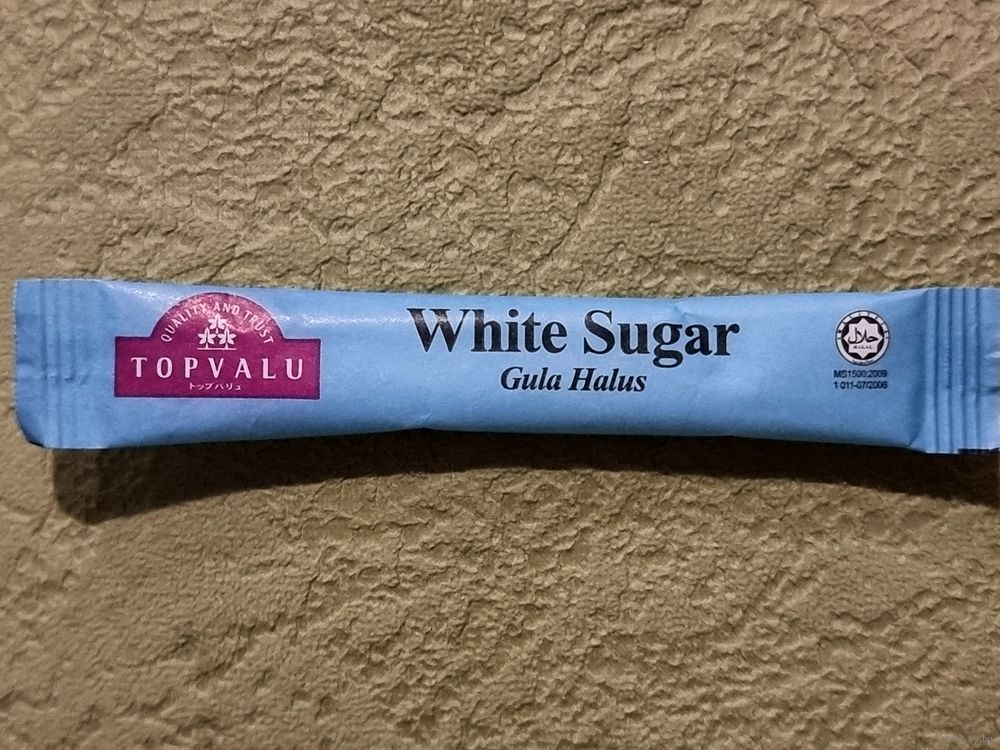 QUALITY AND TRUST
TOPVALU
トップバリュ
White Sugar
Gula Halus
حلال
HALAL
MS1500:2009
1 011-07/2006